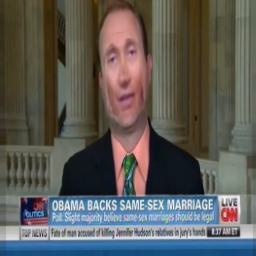 OBAMA BACKS SAME-SEX MARRIAGE
LIVE
CNN
POLITICS
Poll: Slight majority believe same-sex marriages should be legal
TOP NEWS
Fate of man accused of killing Jennifer Hudson's relatives in jury's hands
8:37 AM ET